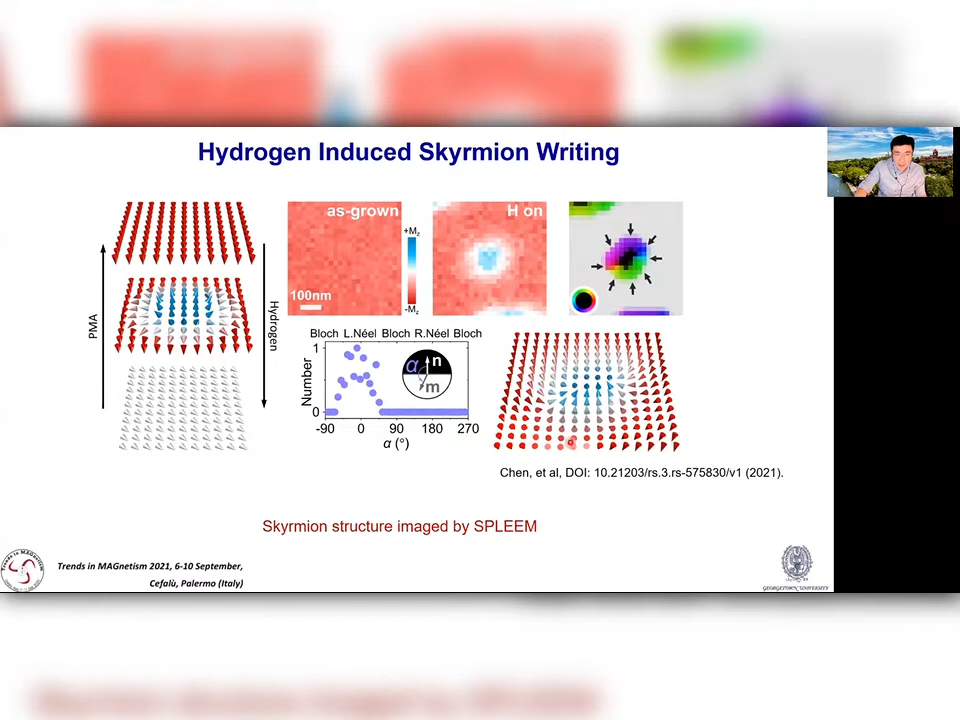 Hydrogen Induced Skyrmion Writing
PMA
Hydrogen
as-grown
100nm
+Mz
-Mz
H on
Bloch L.Néel Bloch R.Néel Bloch
Number
1
0
-90 0 90 180 270
α (°)
α n
m
Chen, et al, DOI: 10.21203/rs.3.rs-575830/v1 (2021).
Skyrmion structure imaged by SPLEEM
Trends in MAGnetism 2021, 6-10 September,
Cefalù, Palermo (Italy)
GEORGETOWN UNIVERSITY